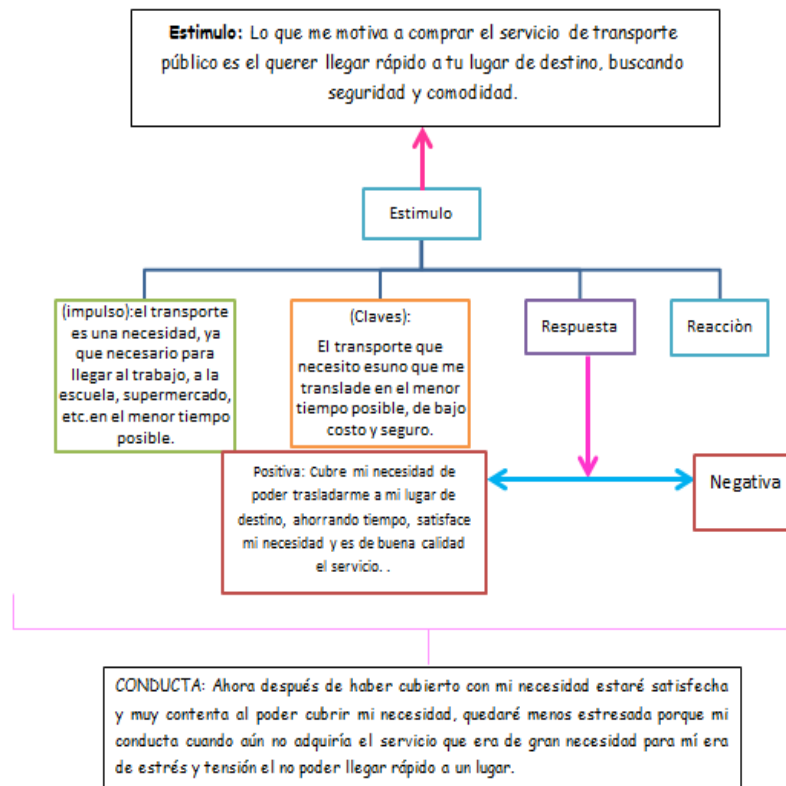 Estimulo: Lo que me motiva a comprar el servicio de transporte
público es el querer llegar rápido a tu lugar de destino, buscando
seguridad y comodidad.
Estimulo
(impulso):el transporte
es una necesidad, ya
que necesario para
llegar al trabajo, a la
escuela, supermercado,
etc.en el menor tiempo
posible.
(Claves):
El transporte que
necesito esuno que me
translade en el menor
tiempo posible, de bajo
costo y seguro.
Respuesta
Reacciòn
Positiva: Cubre mi necesidad de
poder trasladarme a mi lugar de
destino, ahorrando tiempo, satisface
mi necesidad y es de buena calidad
el servicio. .
Negativa
CONDUCTA: Ahora después de haber cubierto con mi necesidad estaré satisfecha
y muy contenta al poder cubrir mi necesidad, quedaré menos estresada porque mi
conducta cuando aún no adquiría el servicio que era de gran necesidad para mí era
de estrés y tensión el no poder llegar rápido a un lugar.